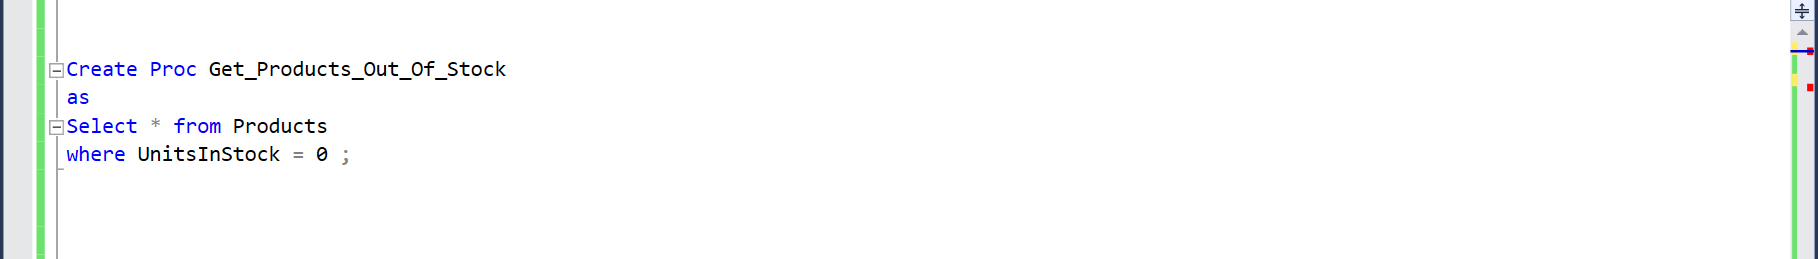 Create Proc Get_Products_Out_Of_Stock
as
Select * from Products
where UnitsInStock = 0 ;